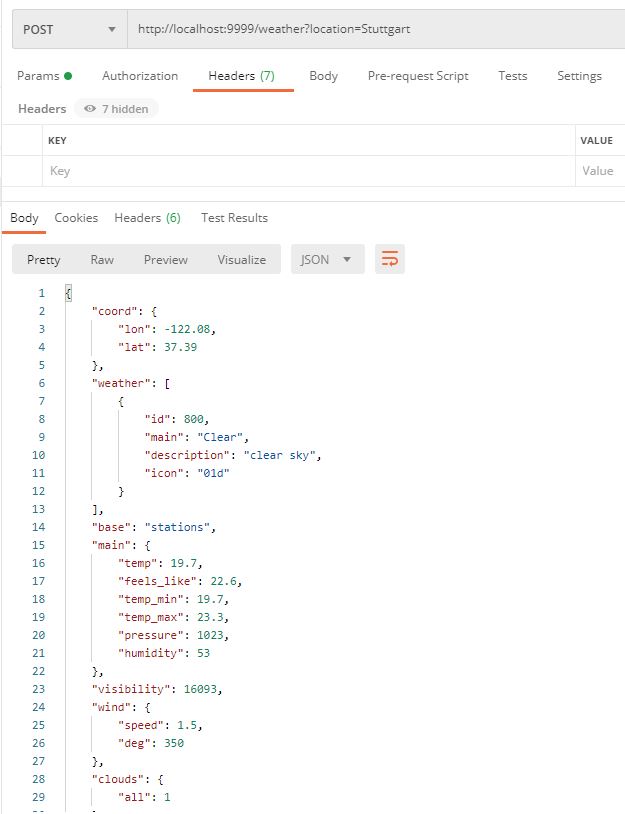 POST http://localhost:9999/weather?location=Stuttgart
Params Authorization Headers (7) Body Pre-request Script Tests Settings
Headers 7 hidden
KEY VALUE
Key Value
Body Cookies Headers (6) Test Results
Pretty Raw Preview Visualize JSON
1 {
2 "coord": {
3 "lon": -122.08,
4 "lat": 37.39
5 },
6 "weather": [
7 {
8 "id": 800,
9 "main": "Clear",
10 "description": "clear sky",
11 "icon": "01d"
12 }
13 ],
14 "base": "stations",
15 "main": {
16 "temp": 19.7,
17 "feels_like": 22.6,
18 "temp_min": 19.7,
19 "temp_max": 23.3,
20 "pressure": 1023,
21 "humidity": 53
22 },
23 "visibility": 16093,
24 "wind": {
25 "speed": 1.5,
26 "deg": 350
27 },
28 "clouds": {
29 "all": 1